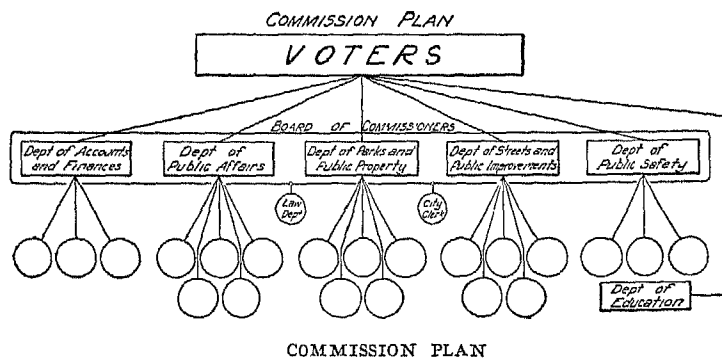 COMMISSION PLAN
VOTERS
BOARD OF COMMISSIONERS
Dept of Accounts
and Finances
Dept of
Public Affairs
Dept of Parks and
Public Property
Dept of Streets and
Public Improvements
Dept of
Public Safety
Law
Dept
City
Clerk
Dept of
Education
COMMISSION PLAN